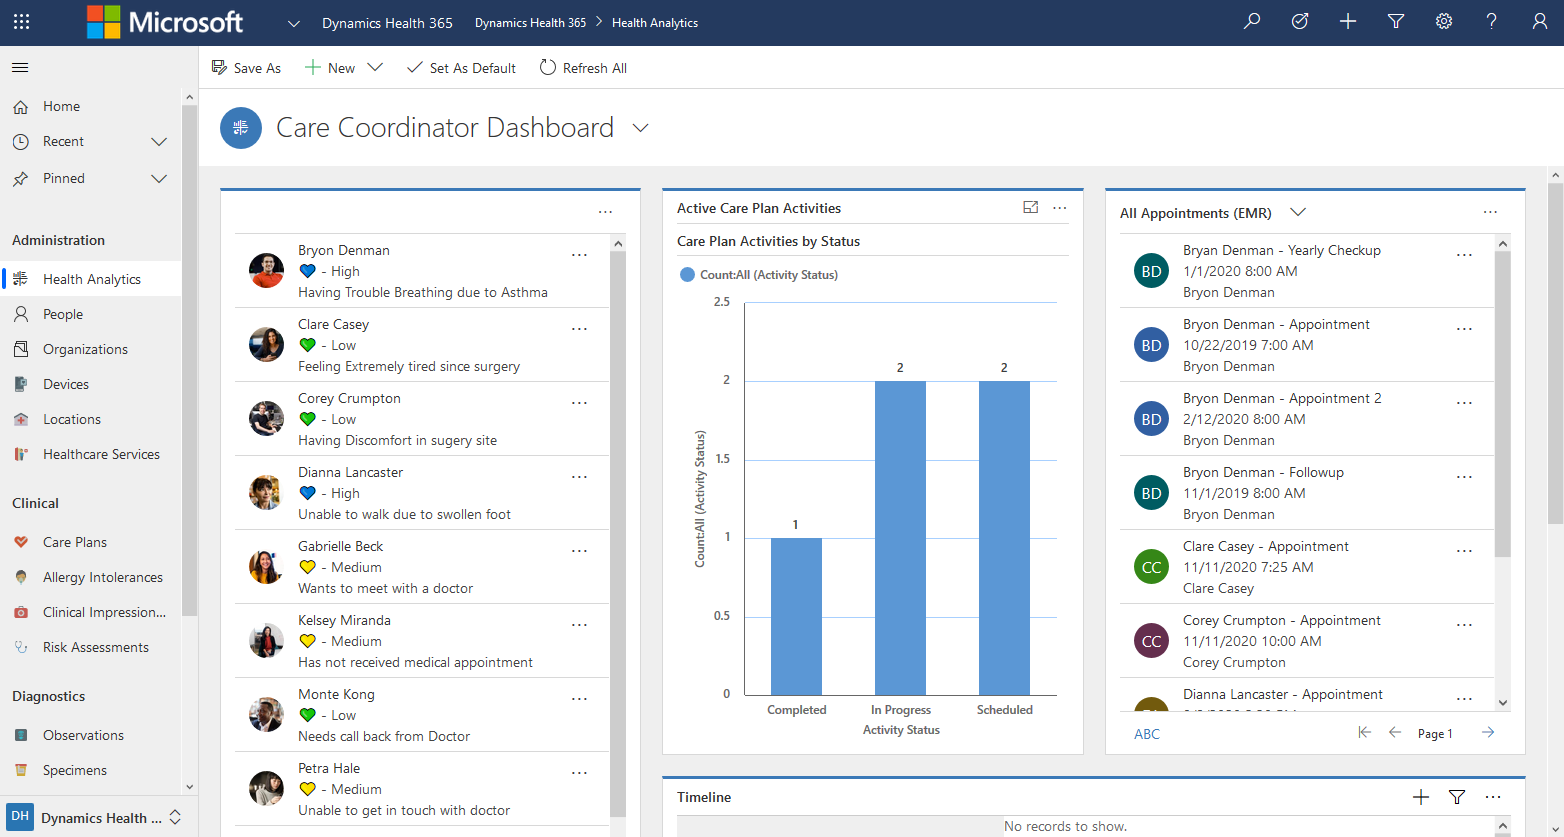 Microsoft
Dynamics Health 365
Dynamics Health 365 > Health Analytics
Save As
New
Set As Default
Refresh All
Home
Recent
Pinned
Administration
Health Analytics
People
Organizations
Devices
Locations
Healthcare Services
Clinical
Care Plans
Allergy Intolerances
Clinical Impression...
Risk Assessments
Diagnostics
Observations
Specimens
DH
Dynamics Health ...
Care Coordinator Dashboard
Bryon Denman
- High
Having Trouble Breathing due to Asthma
Clare Casey
- Low
Feeling Extremely tired since surgery
Corey Crumpton
- Low
Having Discomfort in sugery site
Dianna Lancaster
- High
Unable to walk due to swollen foot
Gabrielle Beck
- Medium
Wants to meet with a doctor
Kelsey Miranda
- Medium
Has not received medical appointment
Monte Kong
- Low
Needs call back from Doctor
Petra Hale
- Medium
Unable to get in touch with doctor
Active Care Plan Activities
Care Plan Activities by Status
Count:All (Activity Status)
2.5
2
1.5
1
0.5
0
Count:All (Activity Status)
1
2
2
Completed
In Progress
Scheduled
Activity Status
All Appointments (EMR)
BD
Bryan Denman - Yearly Checkup
1/1/2020 8:00 AM
Bryon Denman
BD
Bryon Denman - Appointment
10/22/2019 7:00 AM
Bryon Denman
BD
Bryon Denman - Appointment 2
2/12/2020 8:00 AM
Bryon Denman
BD
Bryon Denman - Followup
11/1/2019 8:00 AM
Bryon Denman
CC
Clare Casey - Appointment
11/11/2020 7:25 AM
Clare Casey
CC
Corey Crumpton - Appointment
11/11/2020 10:00 AM
Corey Crumpton
Dianna Lancaster - Appointment
ABC
Page 1
Timeline
No records to show.